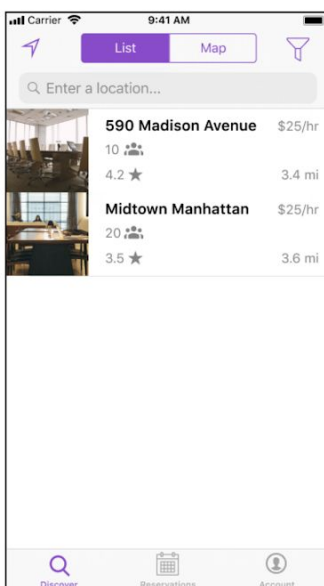 Carrier 9:41 AM
List Map
Enter a location...
590 Madison Avenue $25/hr
10
4.2 ★ 3.4 mi
Midtown Manhattan $25/hr
20
3.5 ★ 3.6 mi
Discover Reservations Account